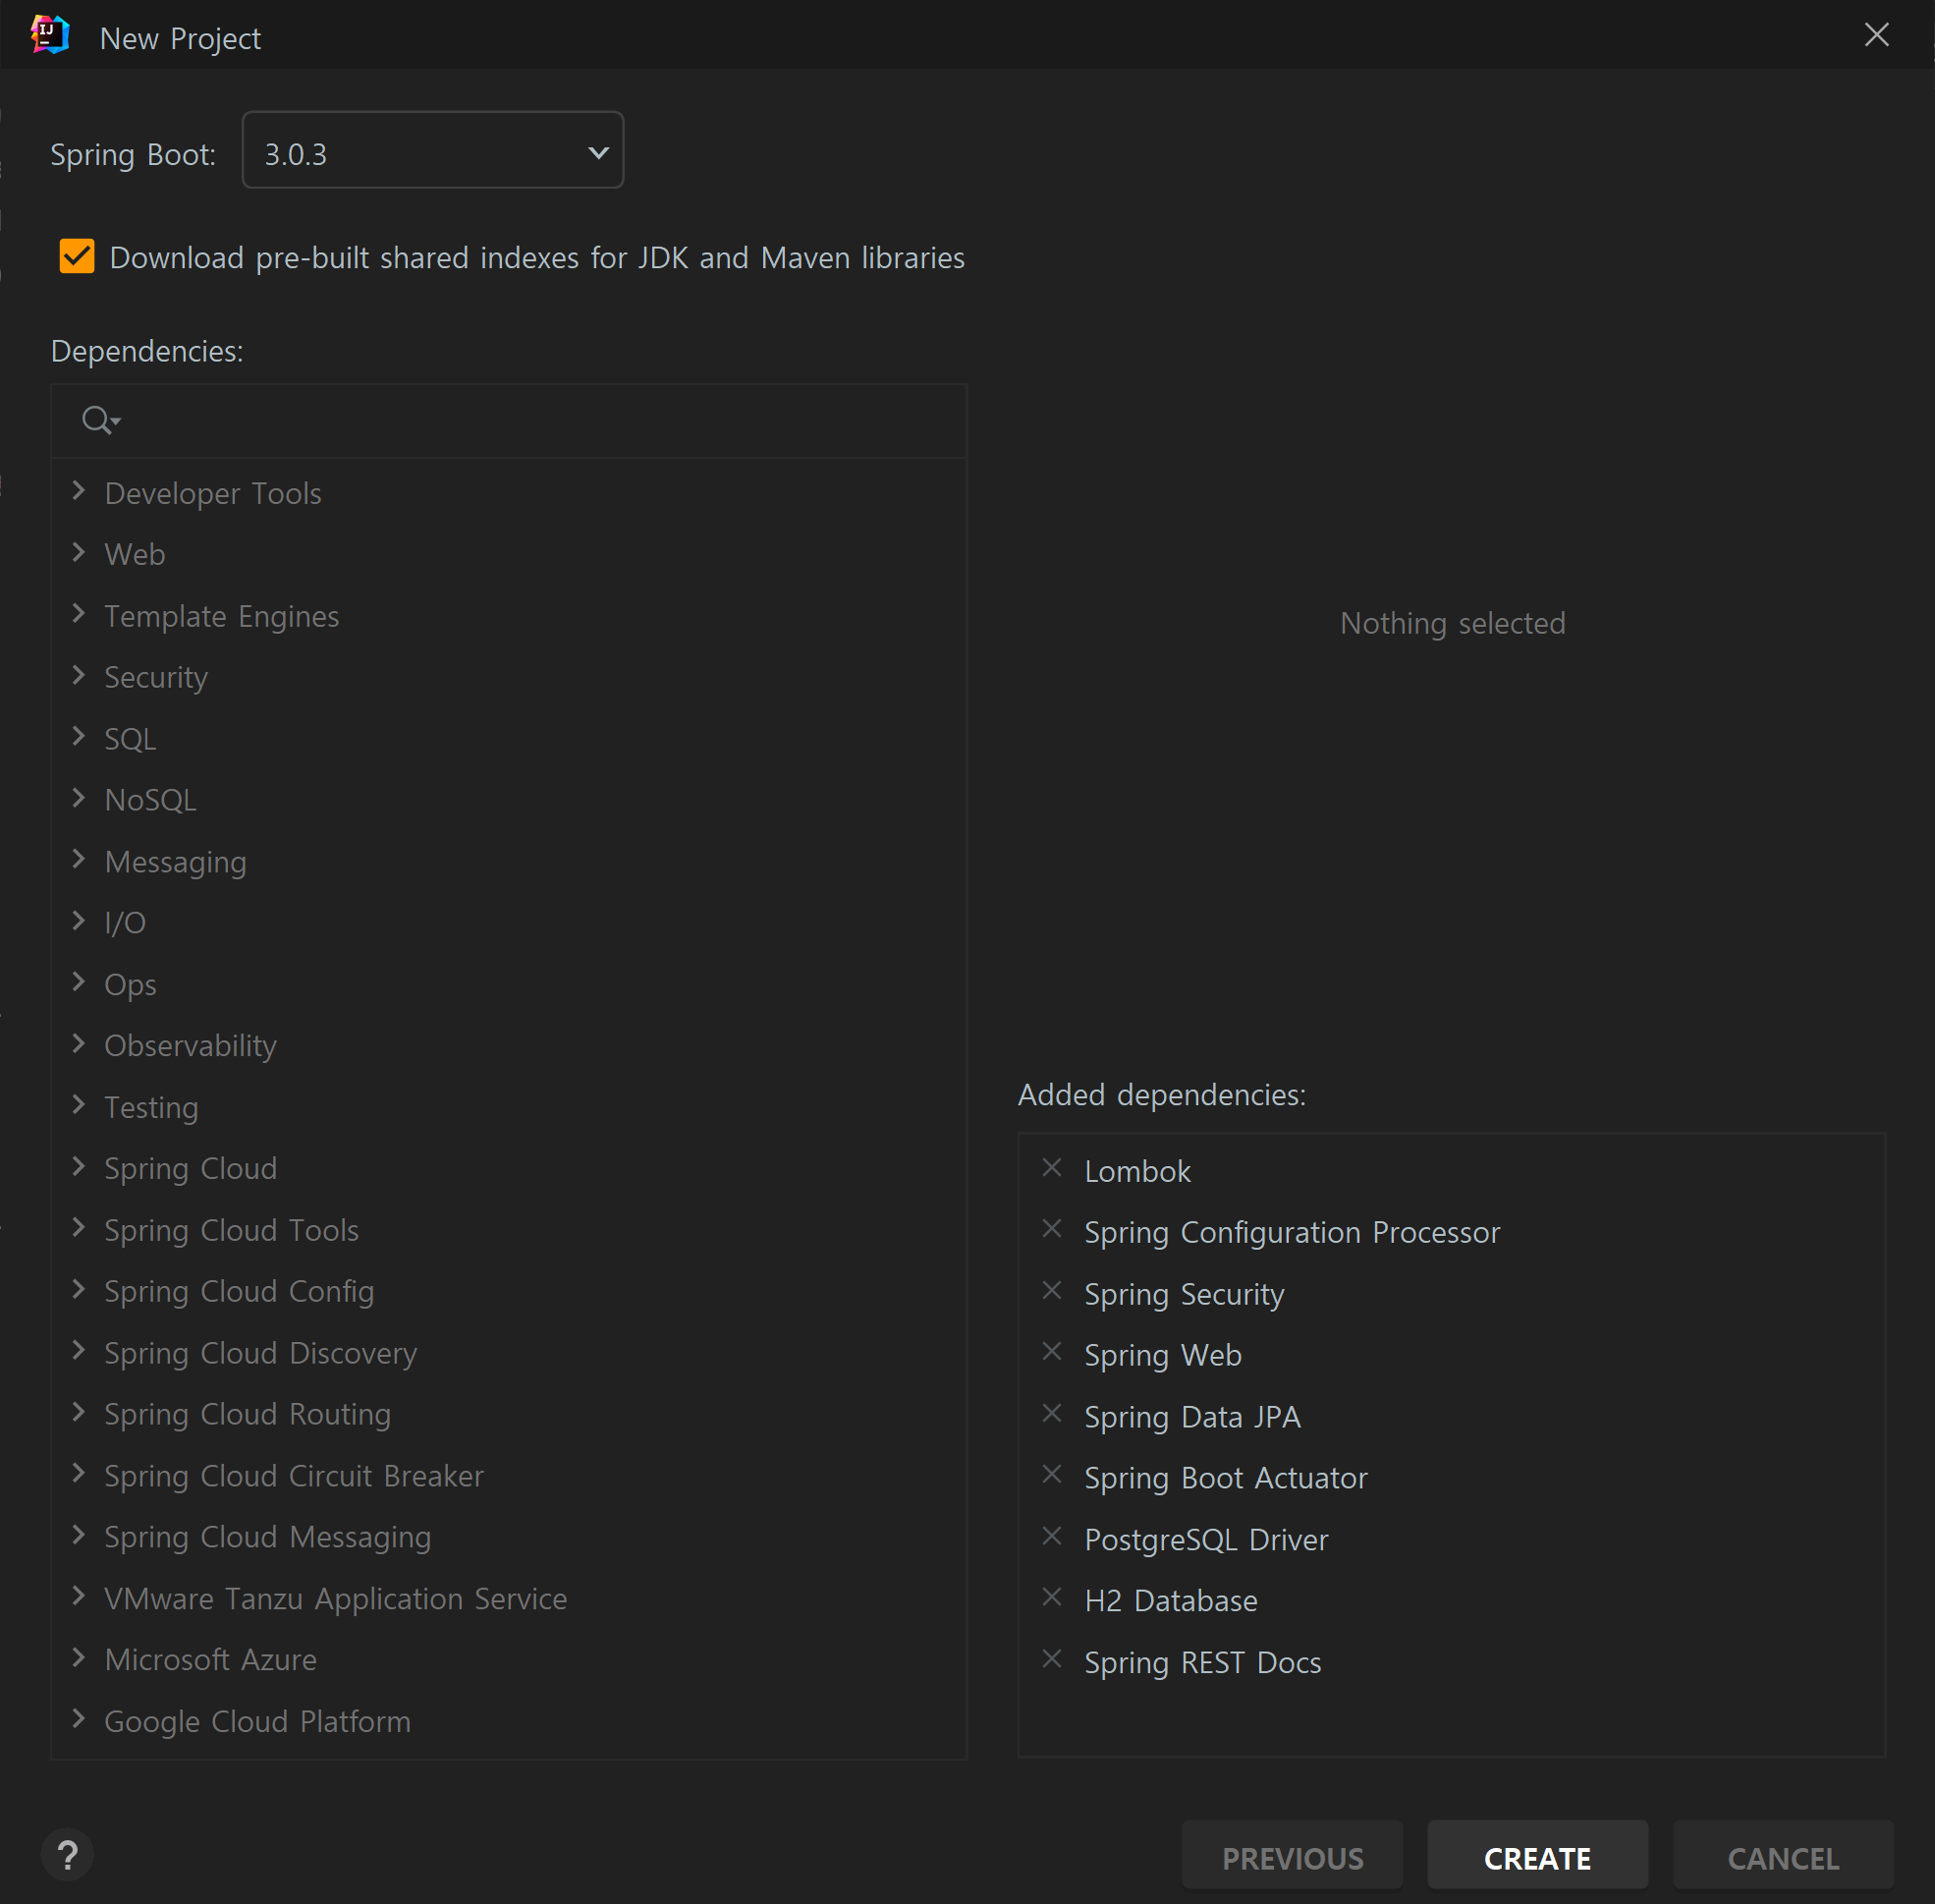 IJ
New Project
Spring Boot: 3.0.3
Download pre-built shared indexes for JDK and Maven libraries
Dependencies:
Developer Tools
Web
Template Engines
Security
SQL
NoSQL
Messaging
I/O
Ops
Observability
Testing
Spring Cloud
Spring Cloud Tools
Spring Cloud Config
Spring Cloud Discovery
Spring Cloud Routing
Spring Cloud Circuit Breaker
Spring Cloud Messaging
VMware Tanzu Application Service
Microsoft Azure
Google Cloud Platform
Nothing selected
Added dependencies:
Lombok
Spring Configuration Processor
Spring Security
Spring Web
Spring Data JPA
Spring Boot Actuator
PostgreSQL Driver
H2 Database
Spring REST Docs
?
PREVIOUS
CREATE
CANCEL